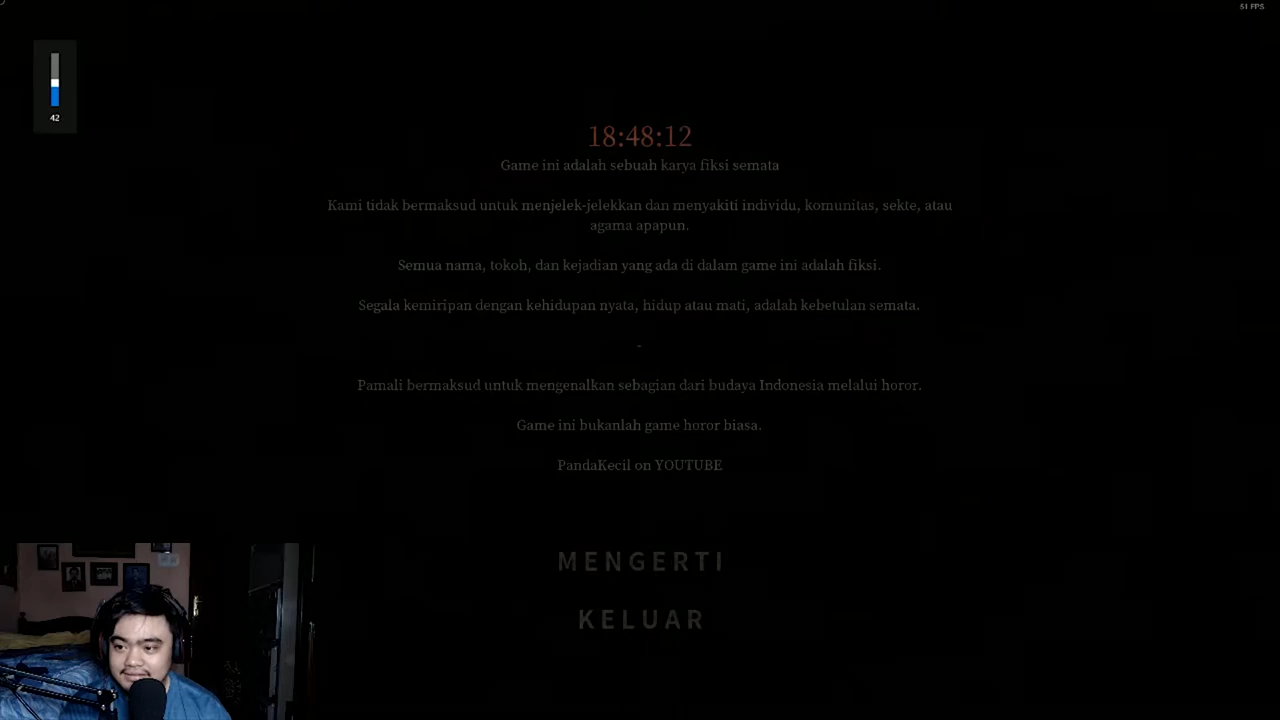 51 FPS
42
18:48:12
Game ini adalah sebuah karya fiksi semata
Kami tidak bermaksud untuk menjelek-jelekkan dan menyakiti individu, komunitas, sekte, atau
agama apapun.
Semua nama, tokoh, dan kejadian yang ada di dalam game ini adalah fiksi.
Segala kemiripan dengan kehidupan nyata, hidup atau mati, adalah kebetulan semata.
-
Pamali bermaksud untuk mengenalkan sebagian dari budaya Indonesia melalui horor.
Game ini bukanlah game horor biasa.
PandaKecil on YOUTUBE
MENGERTI
KELUAR